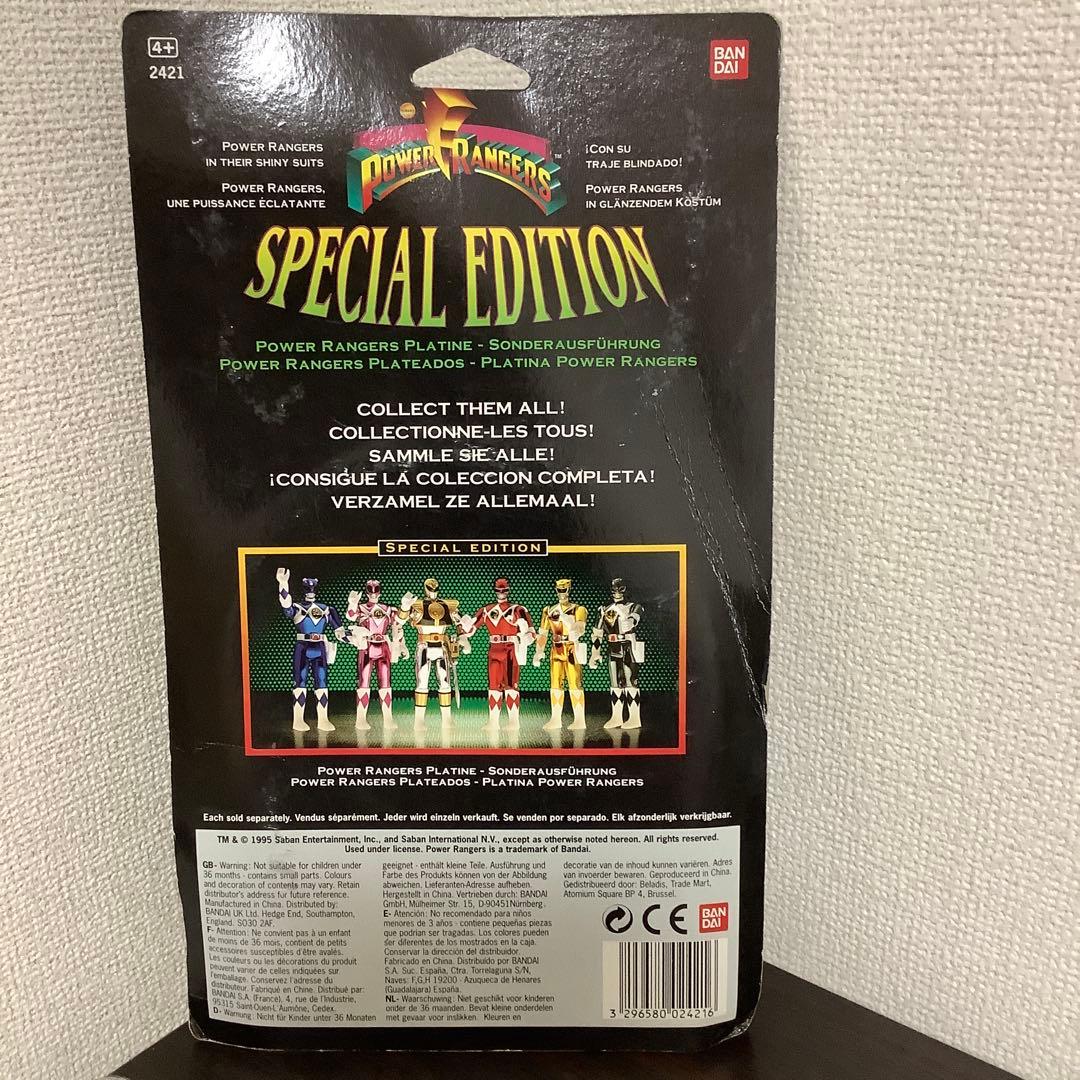 4+
2421
BAN
DAI
POWER RANGERS
IN THEIR SHINY SUITS
POWER RANGERS,
UNE PUISSANCE ÉCLATANTE
POWER RANGERS™
¡CON SU
TRAJE BLINDADO!
POWER RANGERS
IN GLÄNZENDEM KOSTÜM
SPECIAL EDITION
POWER RANGERS PLATINE - SONDERAUSFÜHRUNG
POWER RANGERS PLATEADOS - PLATINA POWER RANGERS
COLLECT THEM ALL!
COLLECTIONNE-LES TOUS!
SAMMLE SIE ALLE!
¡CONSIGUE LA COLECCION COMPLETA!
VERZAMEL ZE ALLEMAAL!
SPECIAL EDITION
POWER RANGERS PLATINE - SONDERAUSFÜHRUNG
POWER RANGERS PLATEADOS - PLATINA POWER RANGERS
Each sold separately. Vendus séparément. Jeder wird einzeln verkauft. Se venden por separado. Elk afzonderlijk verkrijgbaar.
TM & © 1995 Saban Entertainment, Inc., and Saban International N.V., except as otherwise noted hereon. All rights reserved.
Used under license. Power Rangers is a trademark of Bandai.
GB- Warning: Not suitable for children under
36 months - contains small parts. Colours
and decoration of contents may vary. Retain
distributor's address for future reference.
Manufactured in China. Distributed by:
BANDAI UK Ltd. Hedge End, Southampton,
England. SO30 2AF.
F- Attention: Ne convient pas à un enfant
de moins de 36 mois, contient de petits
accessoires susceptibles d'être avalés.
Les couleurs ou les décorations du produit
peuvent varier de celles indiquées sur
l'emballage. Conservez l'adresse du
distributeur. Fabriqué en Chine. Distribué par:
BANDAI S.A. (France), 4, rue de l'Industrie,
95315 Saint-Ouen-L Aumône, Cedex.
D- Warnung: Nicht für Kinder unter 36 Monaten
geeignet - enthält kleine Teile. Ausführung und
Farbe des Produkts können von der Abbildung
abweichen. Lieferanten-Adresse aufheben.
Hergestellt in China. Vertrieben durch: BANDAI
GmbH, Mülheimer Str. 15, D-90451Nürnberg.
E- Atención: No recomendado para niños
menores de 3 años - contiene pequeñas piezas
que podrian ser tragadas. Los colores pueden
ser diferentes de los mostrados en la caja.
Conservar la dirección del distribuidor.
Fabricado en China. Distribuido por BANDAI
S.A. Suc. España, Ctra. Torrelaguna S/N,
Naves: F,G,H 19200 - Azuqueca de Henares
(Guadalajara) España.
NL- Waarschuwing: Niet geschikt voor kinderen
onder de 36 maanden. Bevat kleine onderdelen
met gevaar voor inslikken. Kleuren en
decoratie van de inhoud kunnen variëren. Adres
van invoerder bewaren. Geproduceerd in China.
Gedistribueerd door: Beladis, Trade Mart,
Atomium Square BP 4, Brussel.
CE
BAN
DAI
3 296580 024216